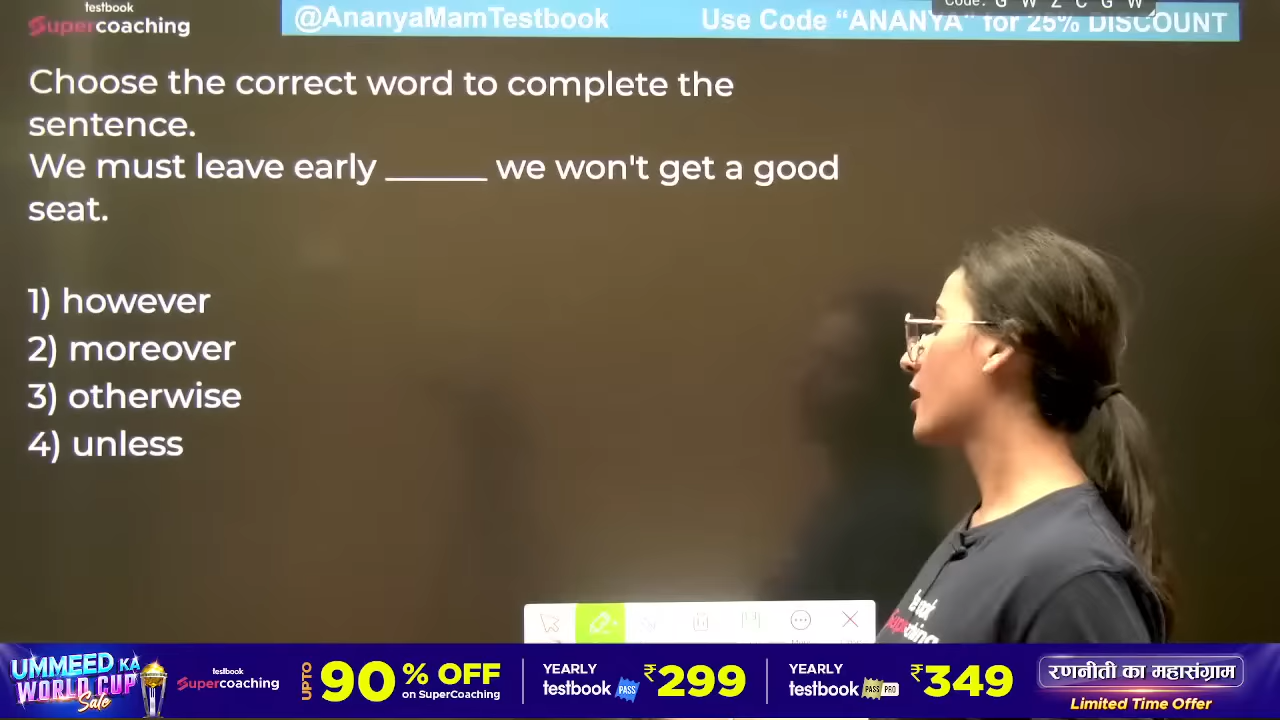 testbook
Supercoaching
@AnanyaMamTestbook
Use Code “ANANYA” for 25% DISCOUNT
Code: G W Z C G W
Choose the correct word to complete the
sentence.
We must leave early ______ we won't get a good
seat.
1) however
2) moreover
3) otherwise
4) unless
UMMEED KA
WORLD CUP
Sale
testbook
Supercoaching
UPTO
90% OFF
on SuperCoaching
YEARLY
testbook PASS
₹299
YEARLY
testbook PASS PRO
₹349
रणनीती का महासंग्राम
Limited Time Offer